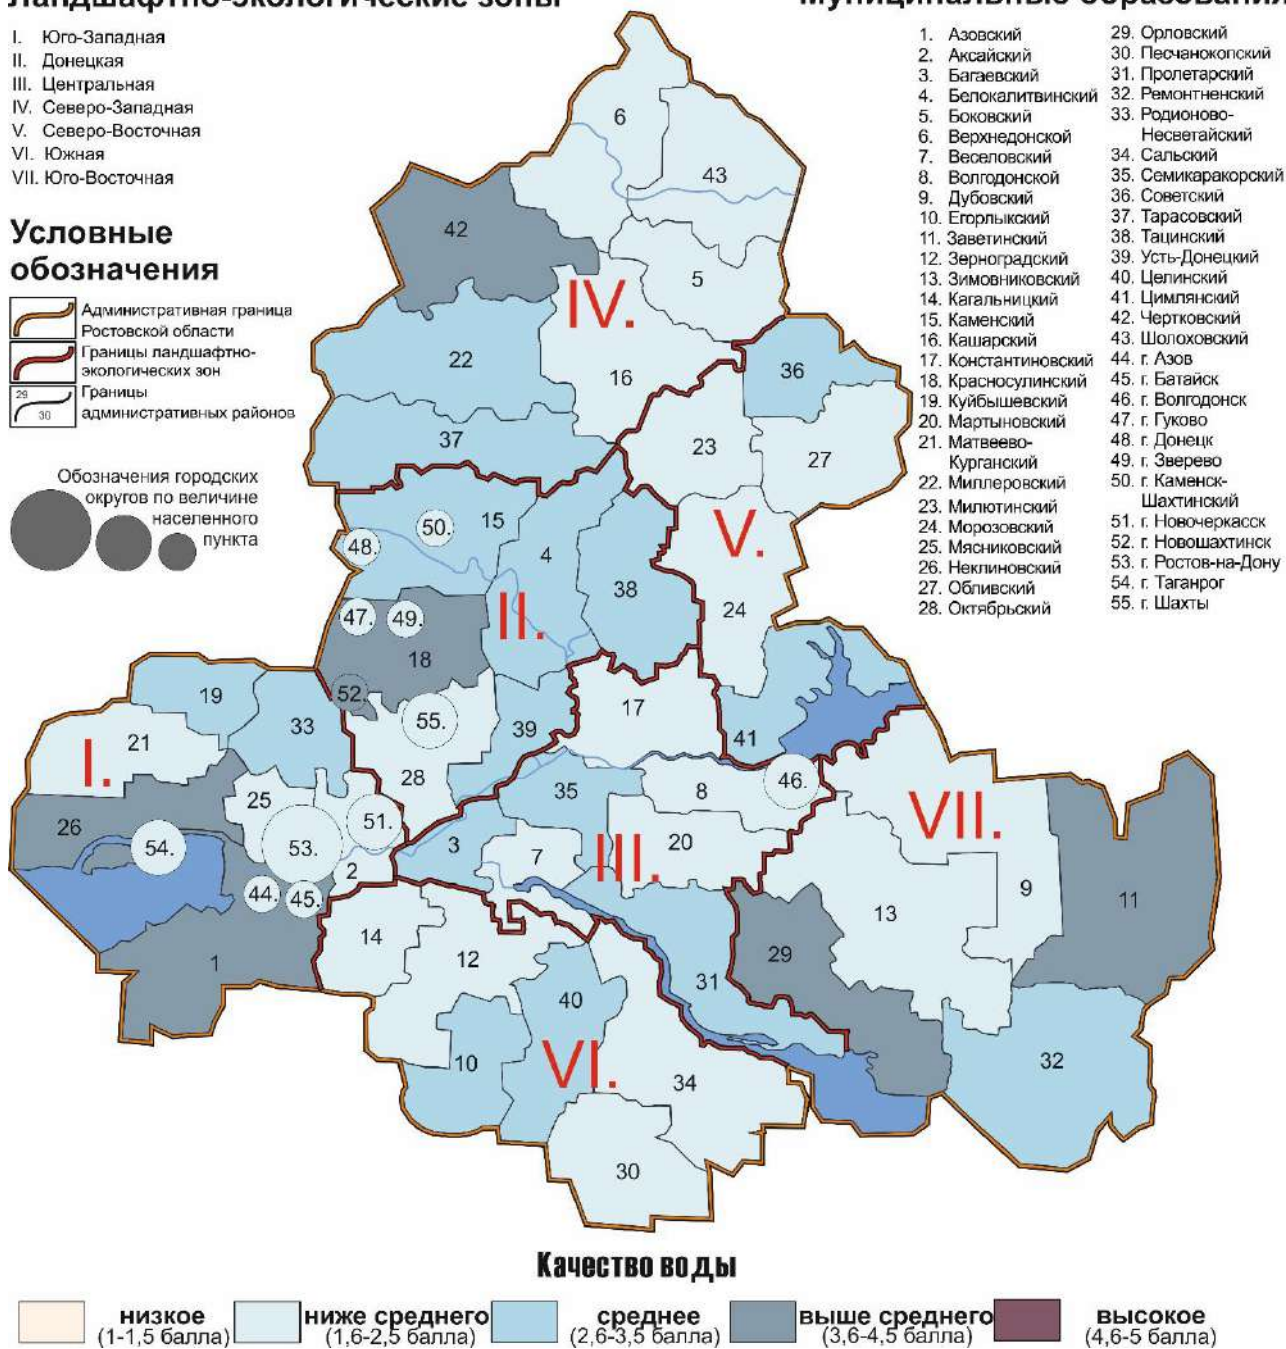 Ландшафтно-экологические зоны
I. Юго-Западная
II. Донецкая
III. Центральная
IV. Северо-Западная
V. Северо-Восточная
VI. Южная
VII. Юго-Восточная
Условные
обозначения
Административная граница
Ростовской области
Границы ландшафтно-
экологических зон
29
36
Границы
административных районов
Обозначения городских
округов по величине
населенного
пункта
Муниципальные образования
1. Азовский
2. Аксайский
3. Багаевский
4. Белокалитвинский
5. Боковский
6. Верхнедонской
7. Веселовский
8. Волгодонской
9. Дубовский
10. Егорлыкский
11. Заветинский
12. Зерноградский
13. Зимовниковский
14. Кагальницкий
15. Каменский
16. Кашарский
17. Константиновский
18. Красносулинский
19. Куйбышевский
20. Мартыновский
21. Матвеево-
Курганский
22. Миллеровский
23. Милютинский
24. Морозовский
25. Мясниковский
26. Неклиновский
27. Обливский
28. Октябрьский
29. Орловский
30. Песчанокопский
31. Пролетарский
32. Ремонтненский
33. Родионово-
Несветайский
34. Сальский
35. Семикаракорский
36. Советский
37. Тарасовский
38. Тацинский
39. Усть-Донецкий
40. Целинский
41. Цимлянский
42. Чертковский
43. Шолоховский
44. г. Азов
45. г. Батайск
46. г. Волгодонск
47. г. Гуково
48. г. Донецк
49. г. Зверево
50. г. Каменск-
Шахтинский
51. г. Новочеркасск
52. г. Новошахтинск
53. г. Ростов-на-Дону
54. г. Таганрог
55. г. Шахты
6
43
42
5
IV.
22
36
16
37
23
27
15
50.
48.
4
V.
38
47.
49.
24
II.
18
52.
19
33
55.
17
39
41
21
I.
28
46.
25
35
8
VII.
26
51.
54.
53.
3
7
III.
20
2
44.
45.
9
11
13
14
12
29
1
31
40
10
VI.
32
34
30
Качество воды
низкое
(1-1,5 балла)
ниже среднего
(1,6-2,5 балла)
среднее
(2,6-3,5 балла)
выше среднего
(3,6-4,5 балла)
высокое
(4,6-5 балла)